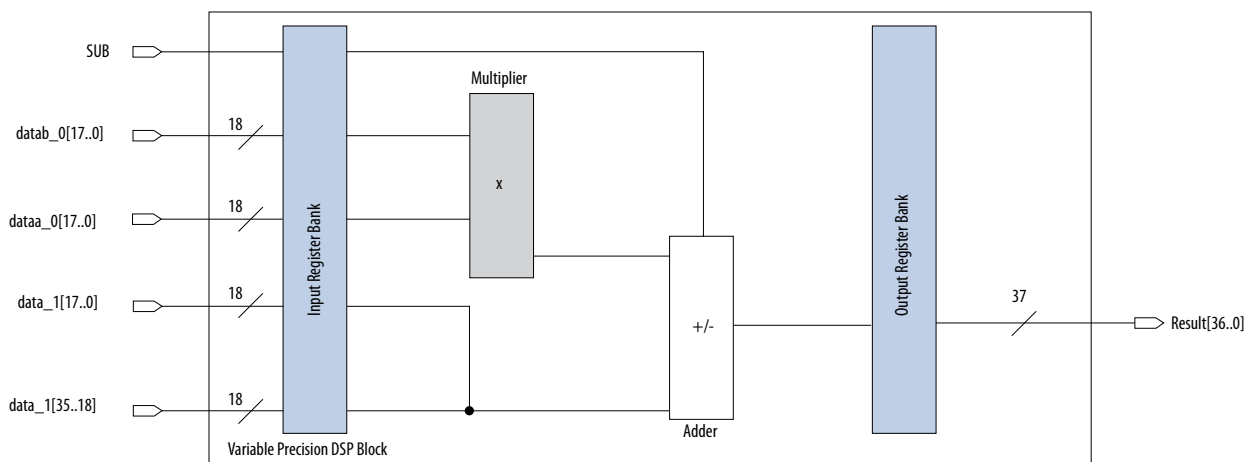 SUB
Multiplier
datab_0[17..0]
18
x
dataa_0[17..0]
18
Input Register Bank
Output Register Bank
data_1[17..0]
18
+/-
37
Result[36..0]
data_1[35..18]
18
Adder
Variable Precision DSP Block